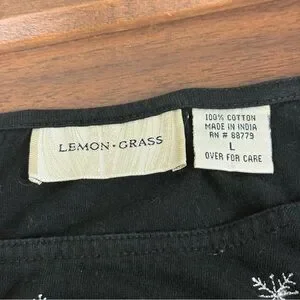 LEMON · GRASS
100% COTTON
MADE IN INDIA
RN # 88779
L
OVER FOR CARE